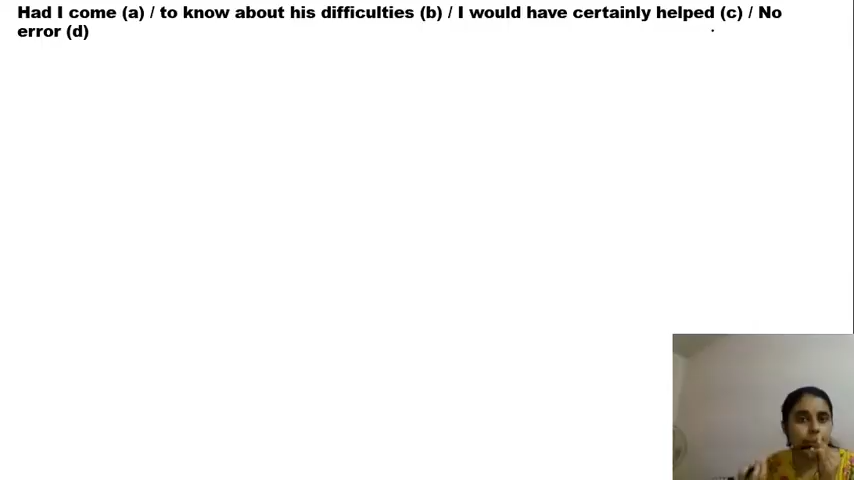 Had I come (a) / to know about his difficulties (b) / I would have certainly helped (c) / No
error (d)